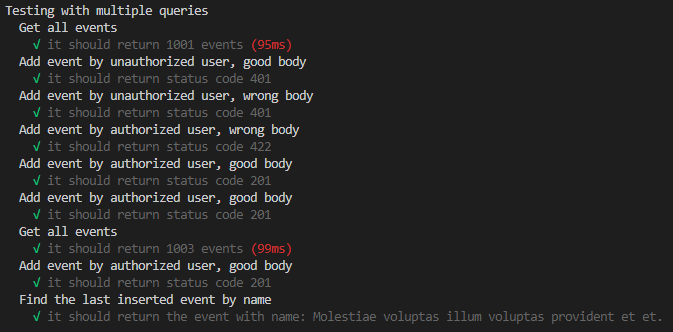 Testing with multiple queries
Get all events
√ it should return 1001 events (95ms)
Add event by unauthorized user, good body
√ it should return status code 401
Add event by unauthorized user, wrong body
√ it should return status code 401
Add event by authorized user, wrong body
√ it should return status code 422
Add event by authorized user, good body
√ it should return status code 201
Add event by authorized user, good body
√ it should return status code 201
Get all events
√ it should return 1003 events (99ms)
Add event by authorized user, good body
√ it should return status code 201
Find the last inserted event by name
√ it should return the event with name: Molestiae voluptas illum voluptas provident et et.